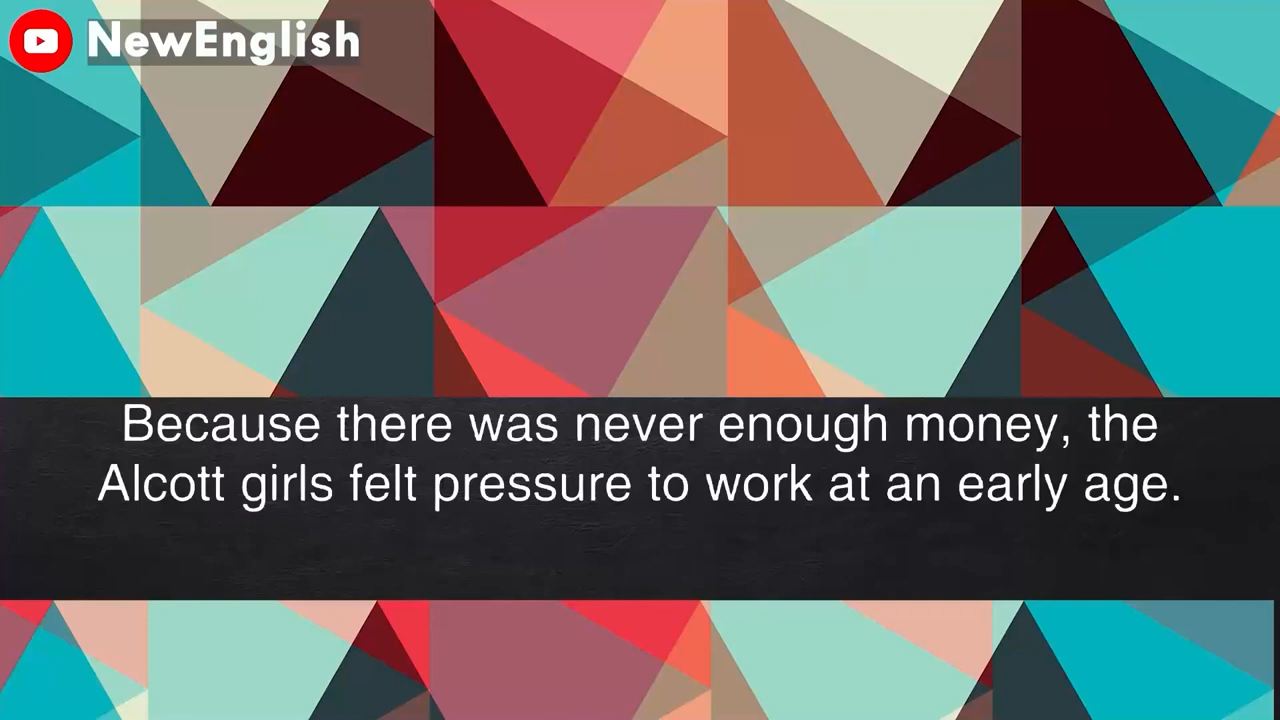 NewEnglish
Because there was never enough money, the
Alcott girls felt pressure to work at an early age.